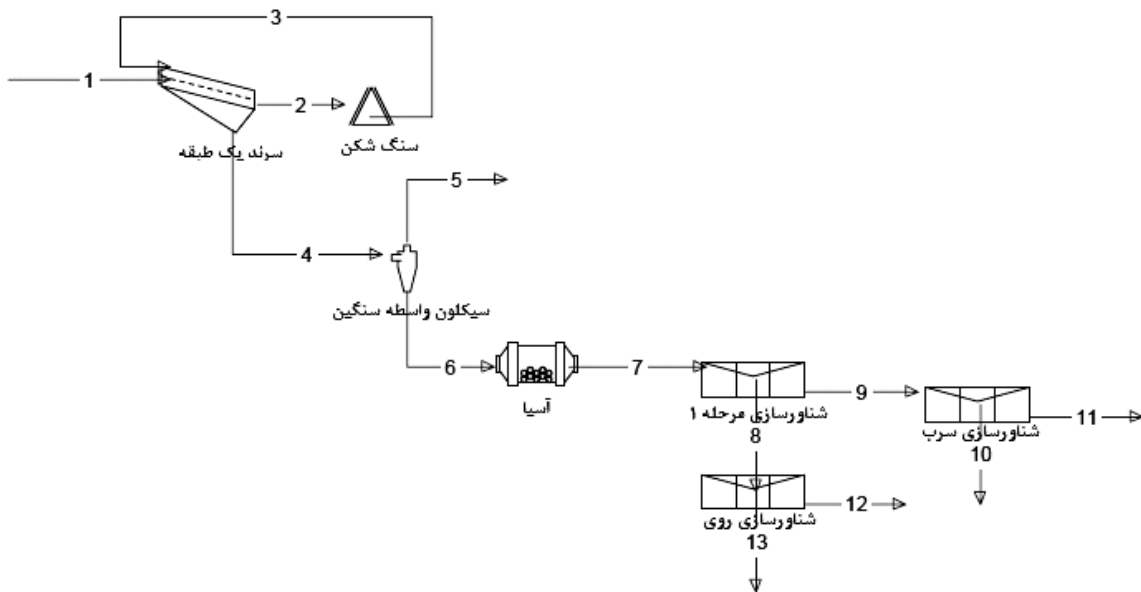 3
1
2
سرند یک طبقه
سنگ شکن
5
4
سیکلون واسطه سنگین
6
7
آسیا
9
شناورسازی مرحله ۱
8
11
شناورسازی سرب
10
12
شناورسازی روی
13